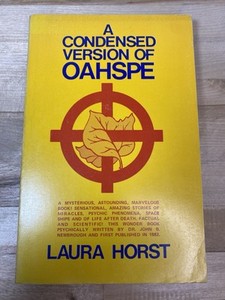 A
CONDENSED
VERSION OF
OAHSPE
A MYSTERIOUS, ASTOUNDING, MARVELOUS
BOOK! SENSATIONAL, AMAZING STORIES OF
MIRACLES, PSYCHIC PHENOMENA, SPACE
SHIPS AND OF LIFE AFTER DEATH, FACTUAL
AND SCIENTIFIC! THIS WONDER BOOK
PSYCHICALLY WRITTEN BY DR. JOHN B.
NEWBROUGH AND FIRST PUBLISHED IN 1882.
LAURA HORST